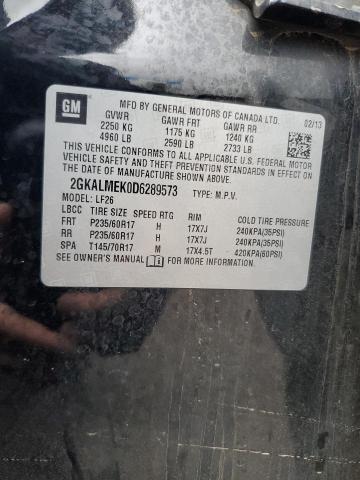 GM
MFD BY GENERAL MOTORS OF CANADA LTD. 02/13
GVWR GAWR FRT GAWR RR
2250 KG 1175 KG 1240 KG
4960 LB 2590 LB 2733 LB
THIS VEHICLE CONFORMS TO ALL APPLICABLE U.S. FEDERAL MOTOR
VEHICLE SAFETY AND THEFT PREVENTION STANDARDS IN EFFECT ON
THE DATE OF MANUFACTURE SHOWN ABOVE.
2GKALMEK0D6289573 TYPE: M.P.V.
MODEL: LF26
LBCC TIRE SIZE SPEED RTG RIM COLD TIRE PRESSURE
FRT P235/60R17 H 17X7J 240KPA(35PSI)
RR P235/60R17 H 17X7J 240KPA(35PSI)
SPA T145/70R17 M 17X4.5T 420KPA(60PSI)
SEE OWNER'S MANUAL FOR MORE INFORMATION.